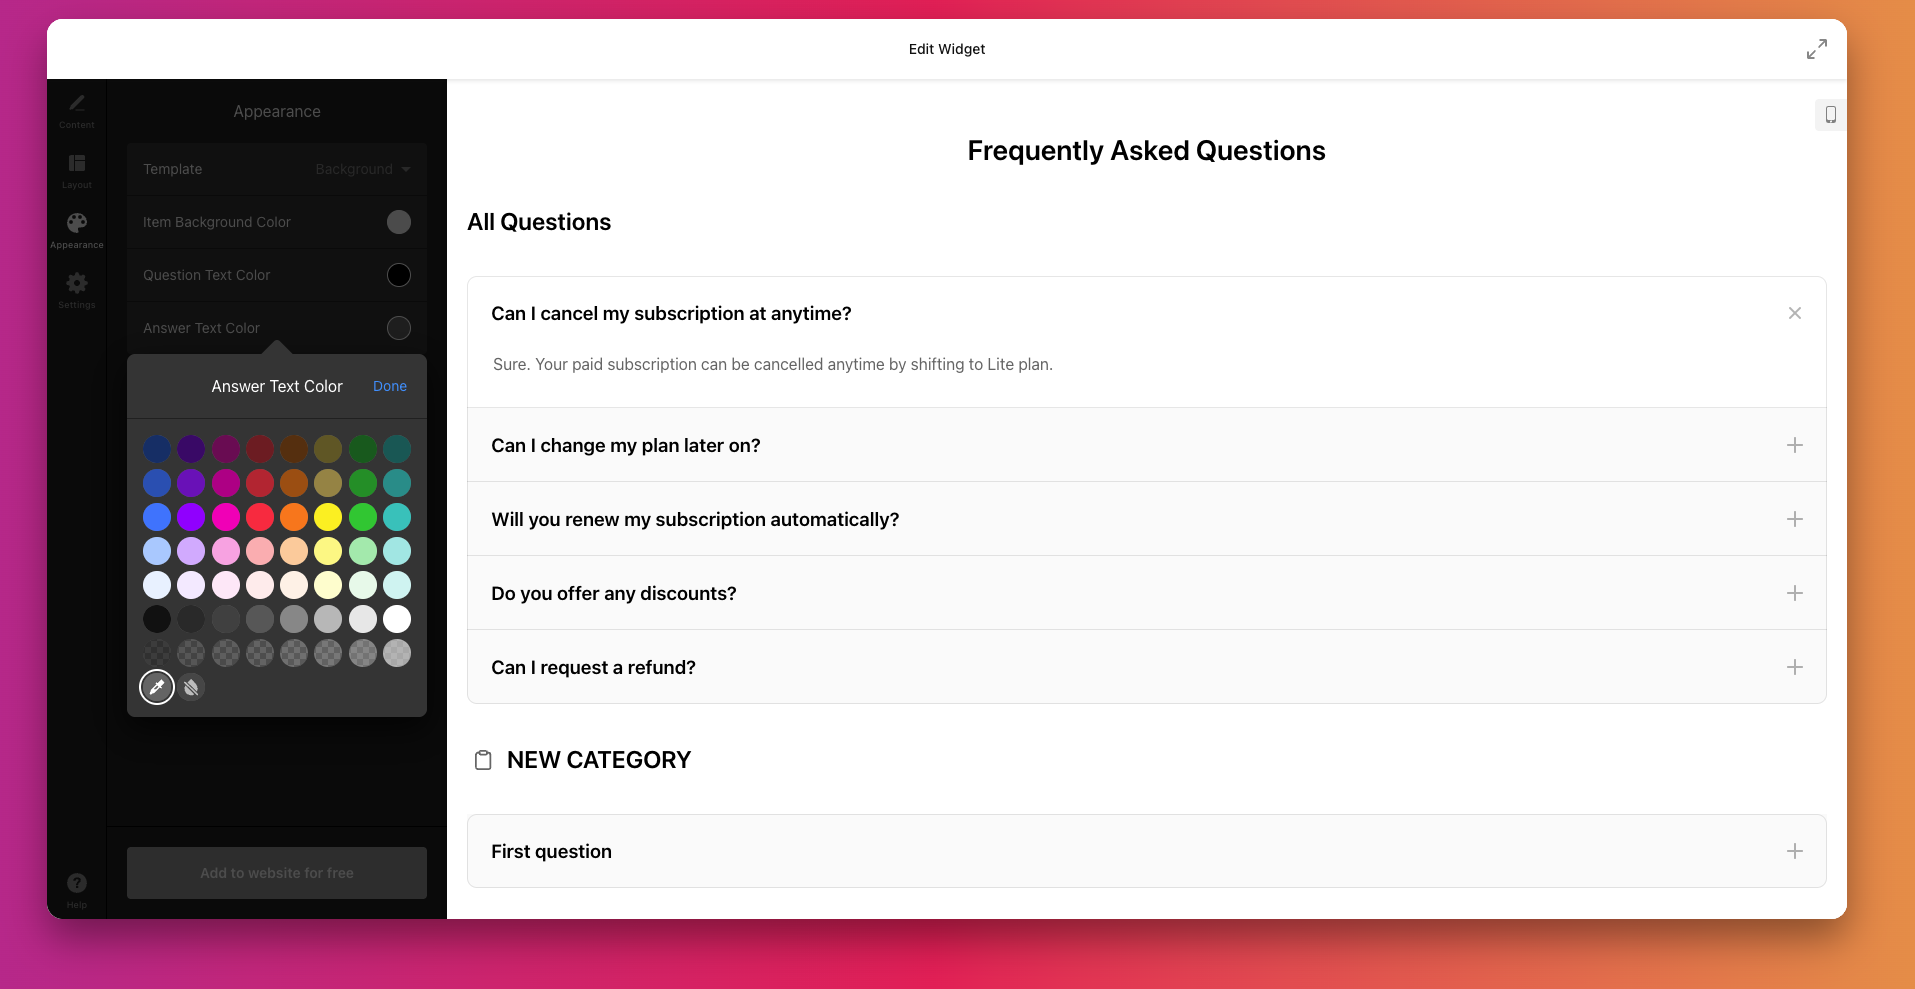 Edit Widget
Content
Layout
Appearance
Settings
Help
Appearance
Template Background
Item Background Color
Question Text Color
Answer Text Color
Answer Text Color Done
Add to website for free
Frequently Asked Questions
All Questions
Can I cancel my subscription at anytime?
Sure. Your paid subscription can be cancelled anytime by shifting to Lite plan.
Can I change my plan later on?
Will you renew my subscription automatically?
Do you offer any discounts?
Can I request a refund?
NEW CATEGORY
First question